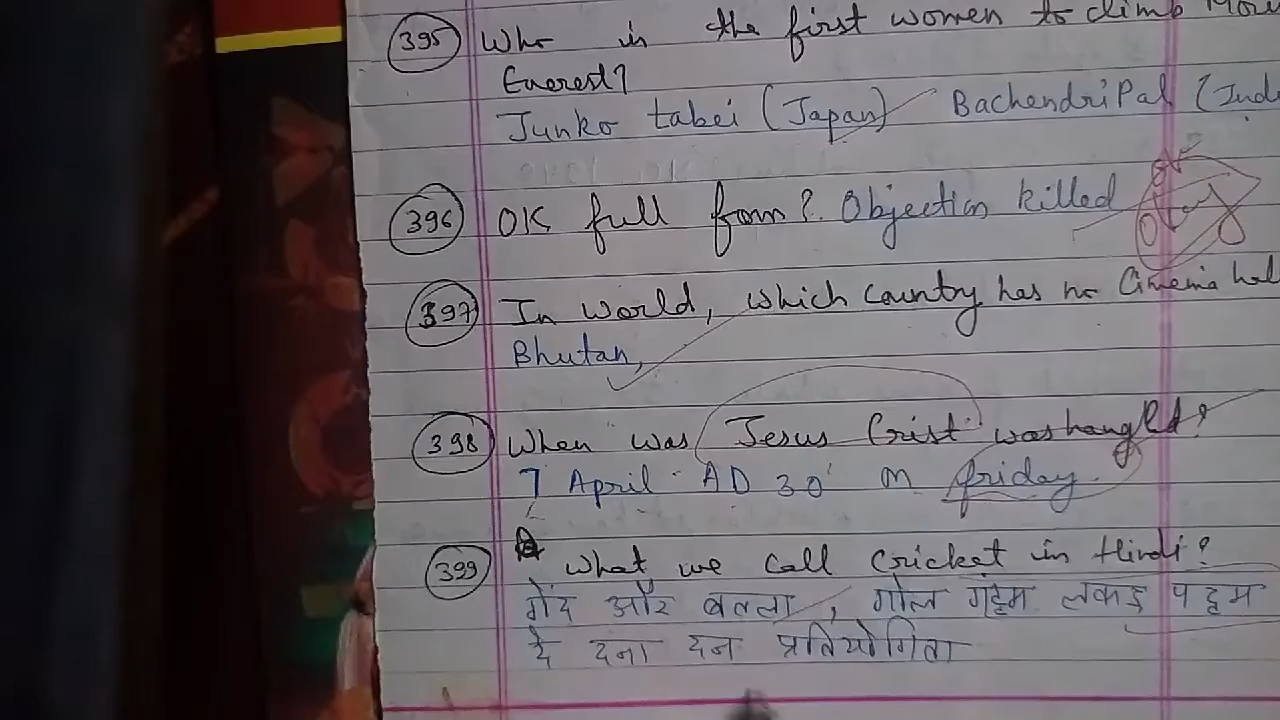 395 Who is the first women to climb Mou
Everest?
Junko tabei (Japan) BachendriPal (Ind
396 OK full from? Objection killed
397 In world, which country has no Cinema hal
Bhutan,
398 When was Jesus Crist was hangled?
7 April AD 30 on friday.
399 What we call cricket in Hindi?
गेंद और बल्ला, गोल गट्टम लकड़ पट्टम
दे दना दन प्रतियोगिता